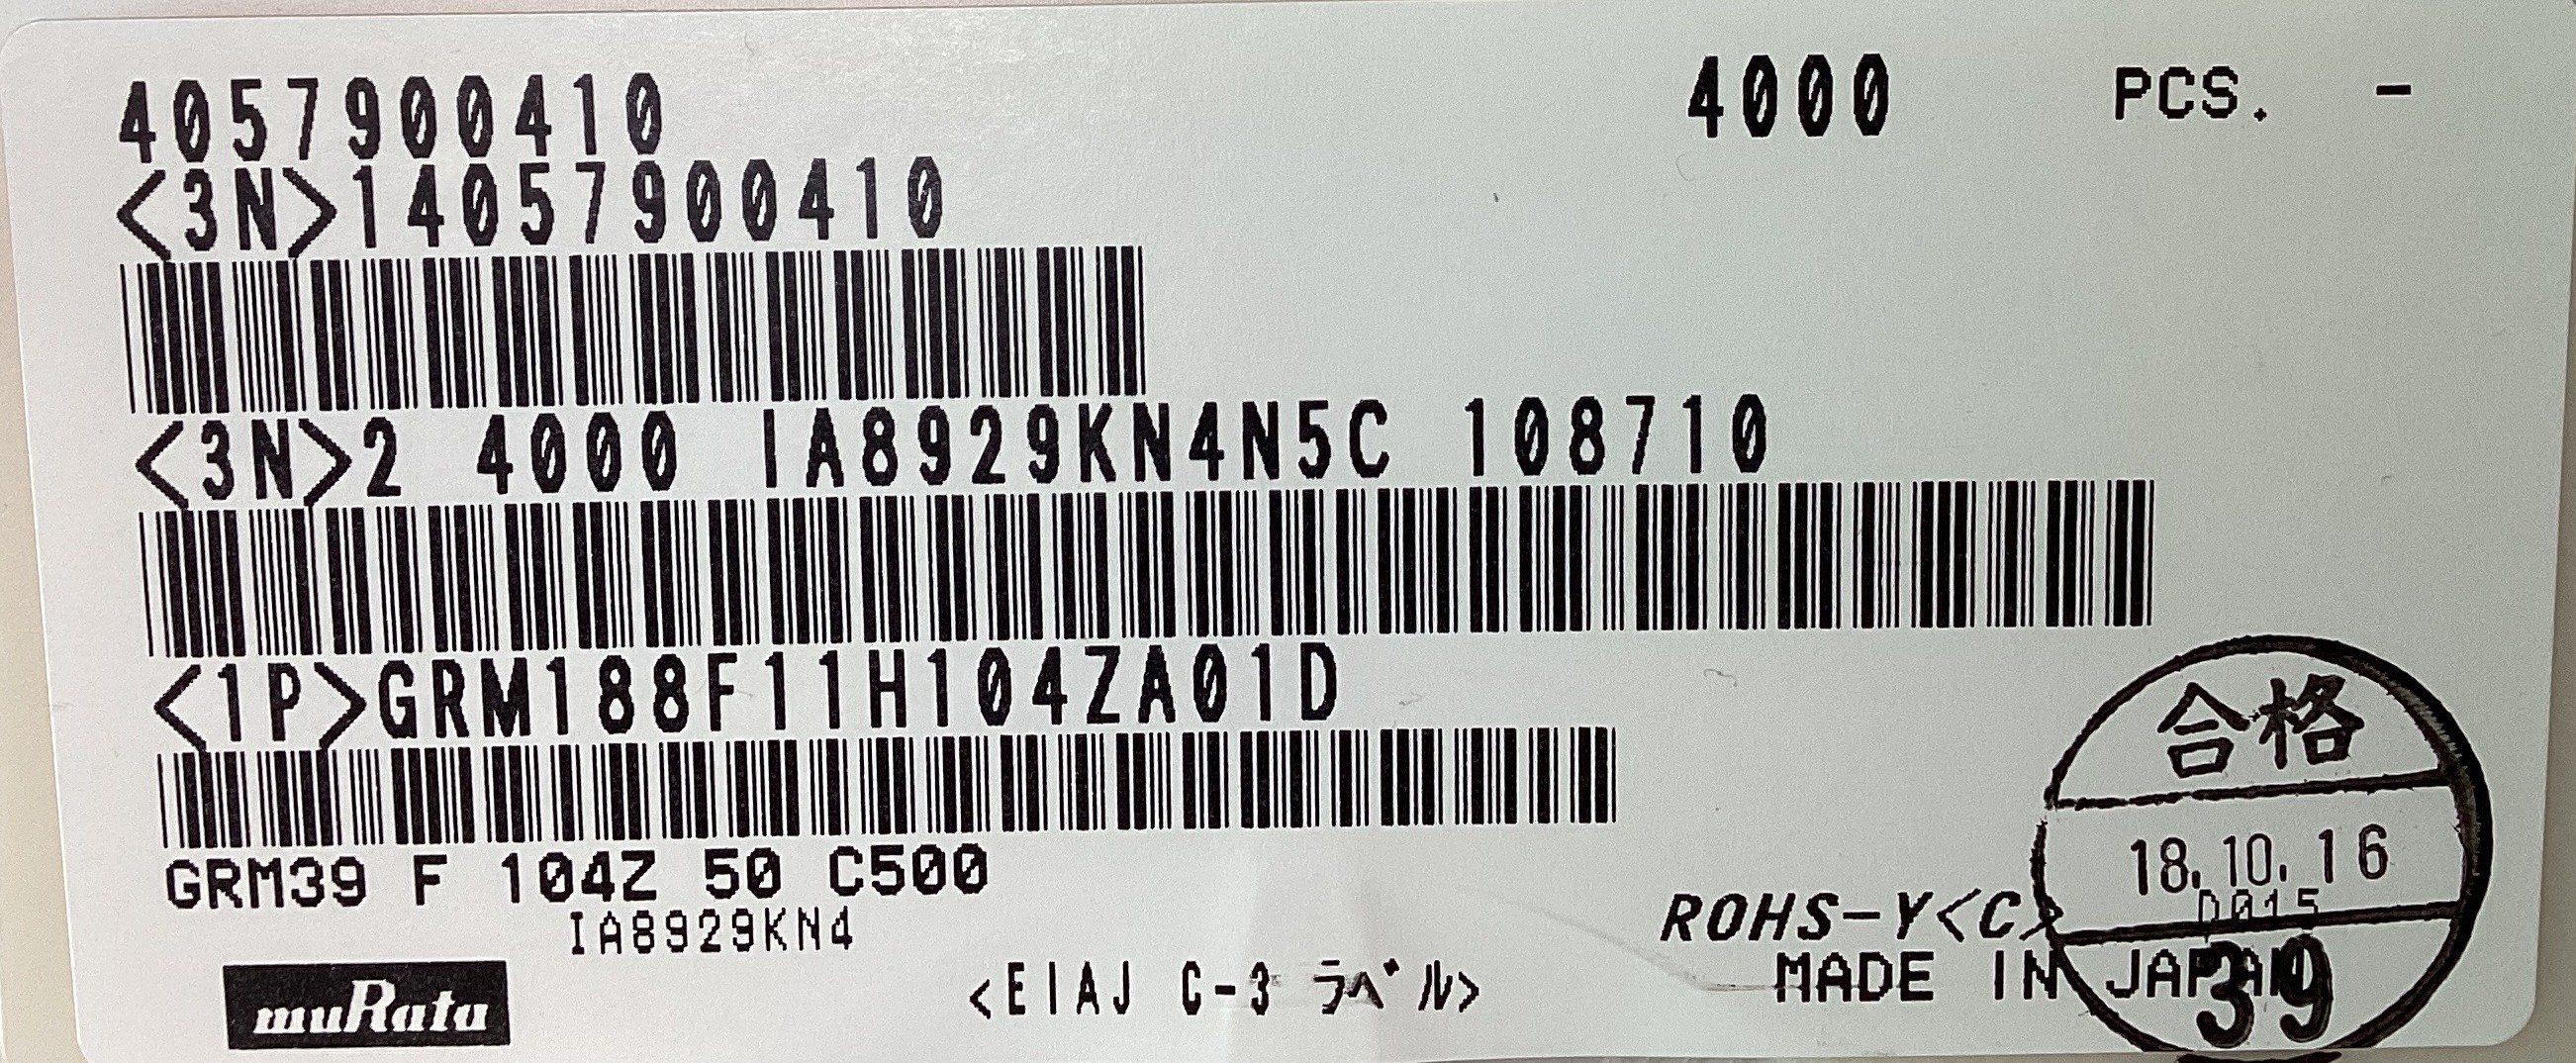 4057900410 4000 PCS. -
<3N>14057900410
<3N>2 4000 IA8929KN4N5C 108710
<1P>GRM188F11H104ZA01D
GRM39 F 104Z 50 C500
IA8929KN4
muRata
<EIAJ C-3 ラベル>
ROHS-Y<C>
MADE IN JAPAN
合格
18.10.16
D015
39